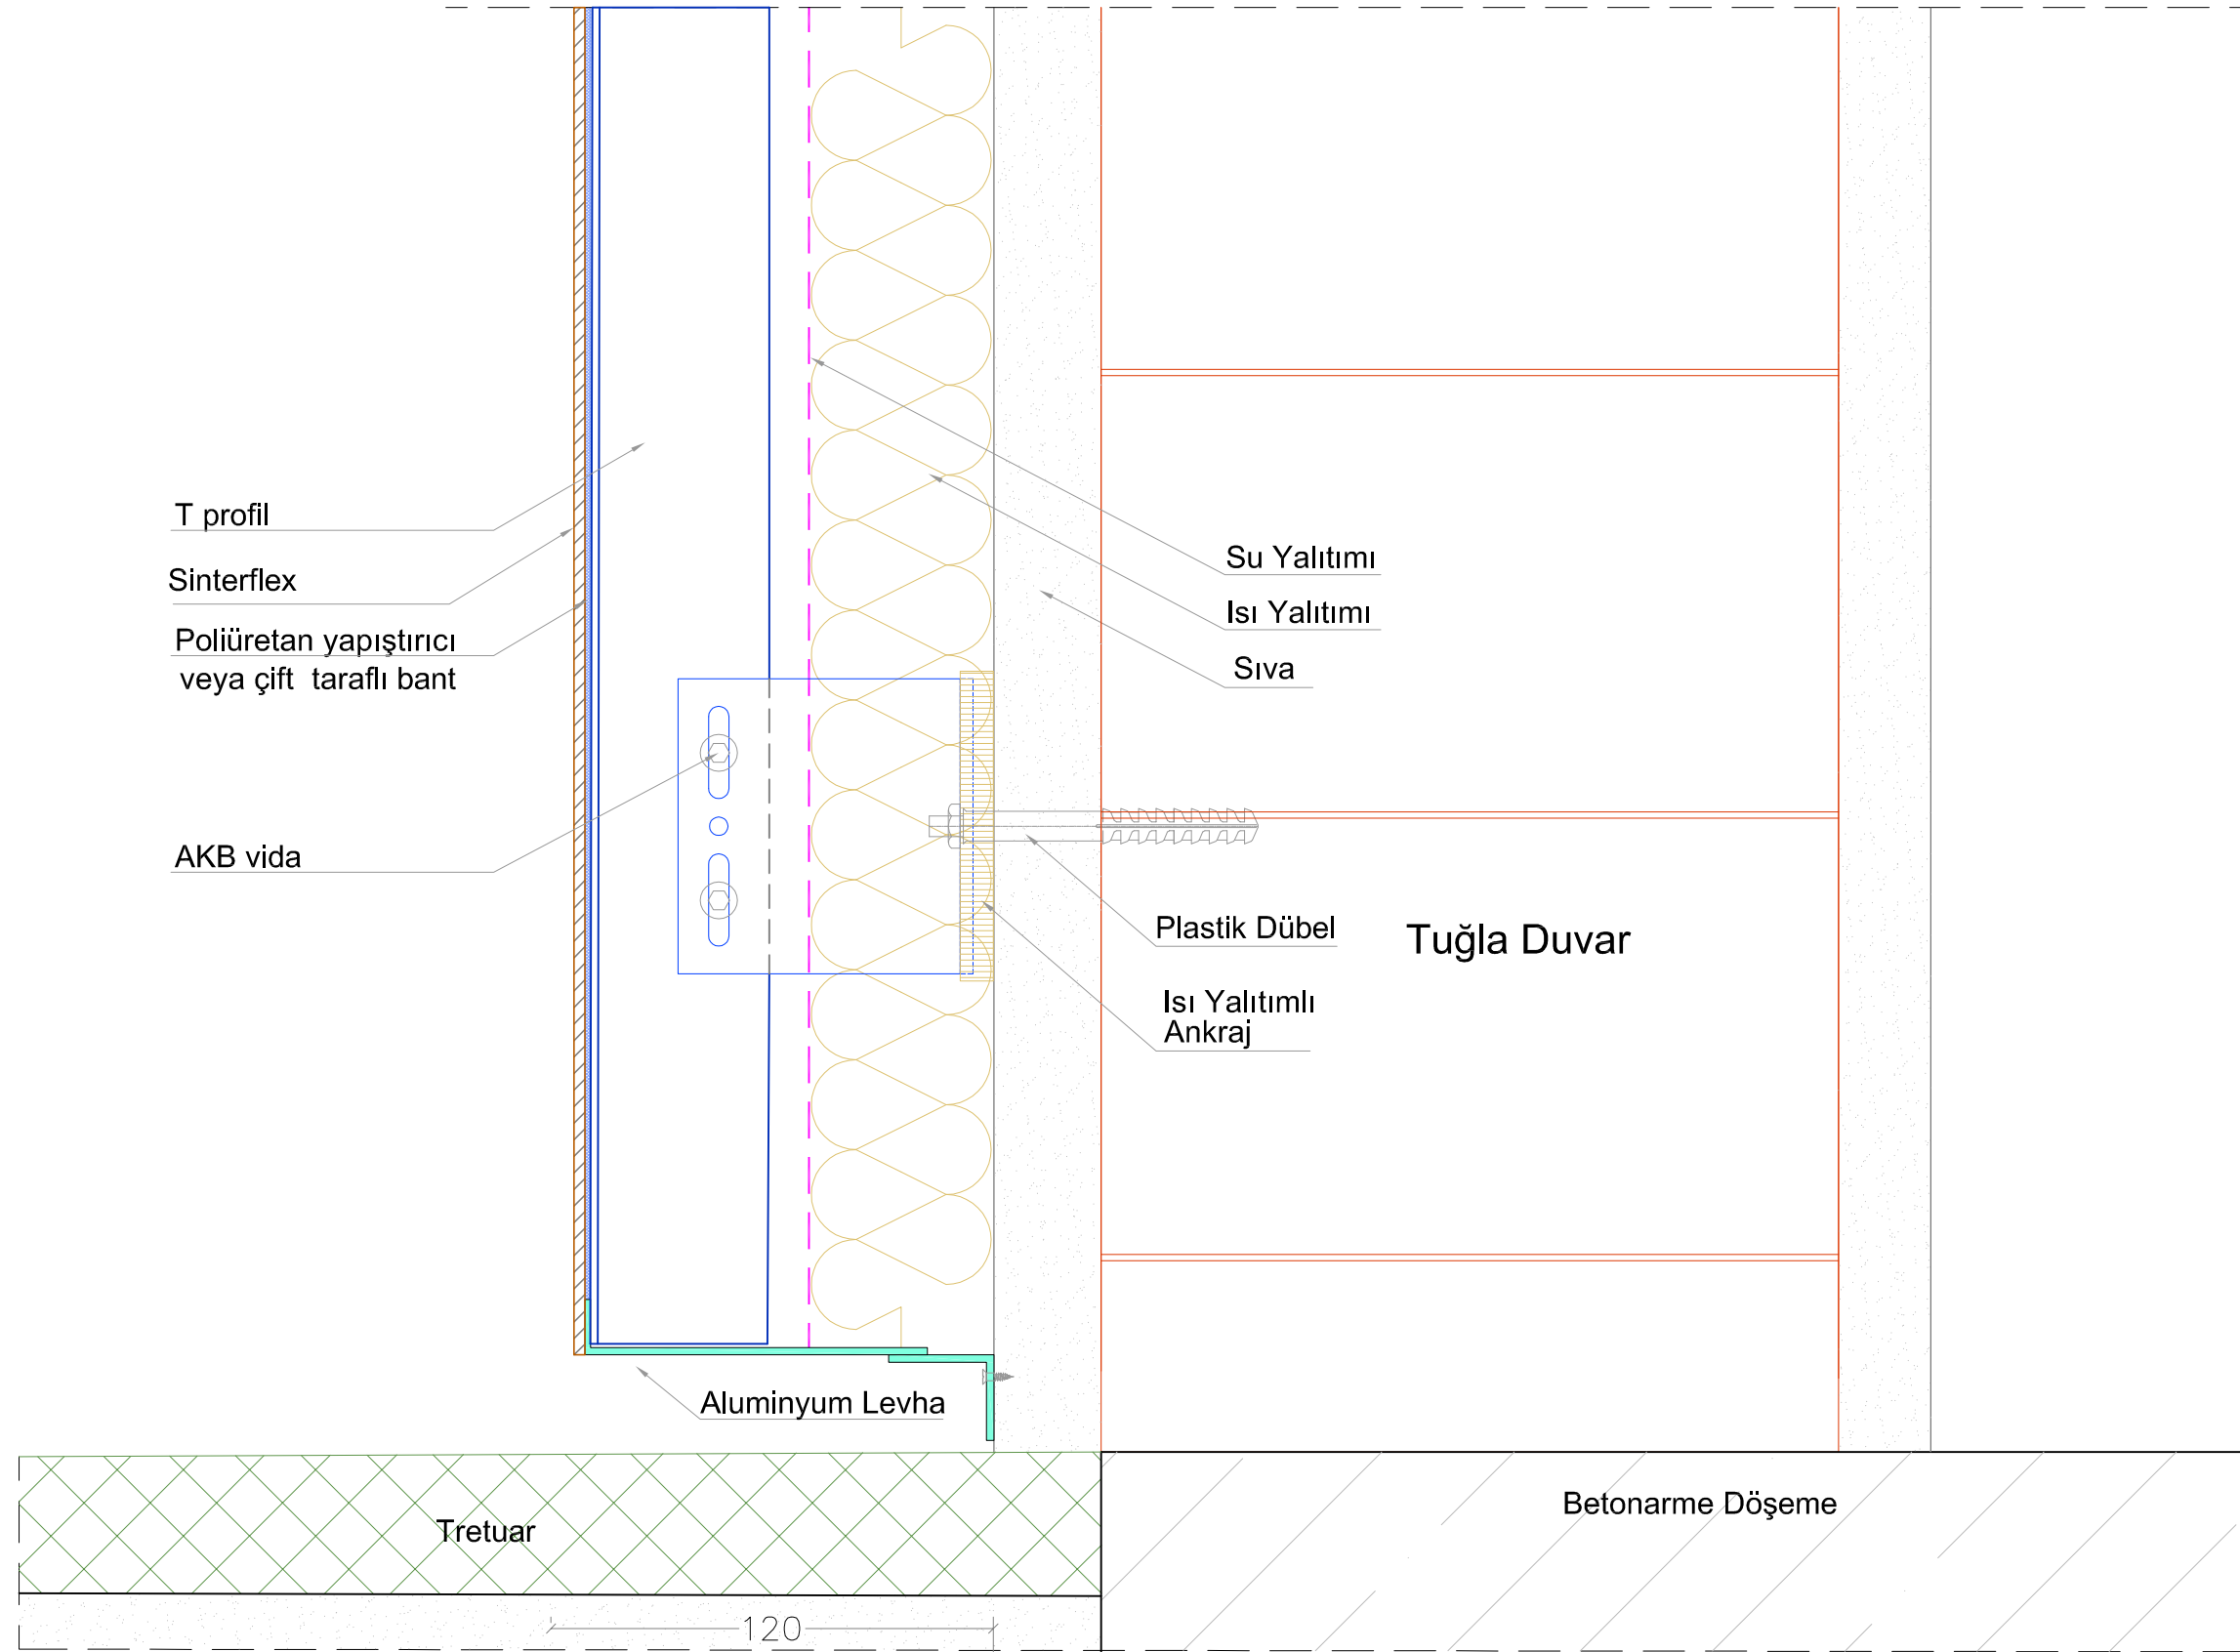 T profil
Sinterflex
Poliüretan yapıştırıcı
veya çift taraflı bant
AKB vida
Su Yalıtımı
Isı Yalıtımı
Sıva
Plastik Dübel
Tuğla Duvar
Isı Yalıtımlı
Ankraj
Aluminyum Levha
Betonarme Döşeme
Tretuar
120